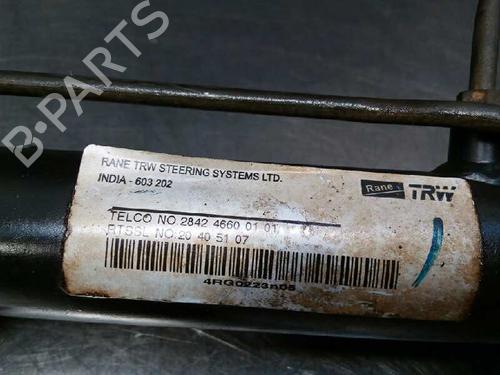 B-PARTS
RANE TRW STEERING SYSTEMS LTD.
INDIA - 603 202
Rane TRW
TELCO NO.2842 4660 01 01
RTSSL NO:20 40 51 07
4RG0223n05